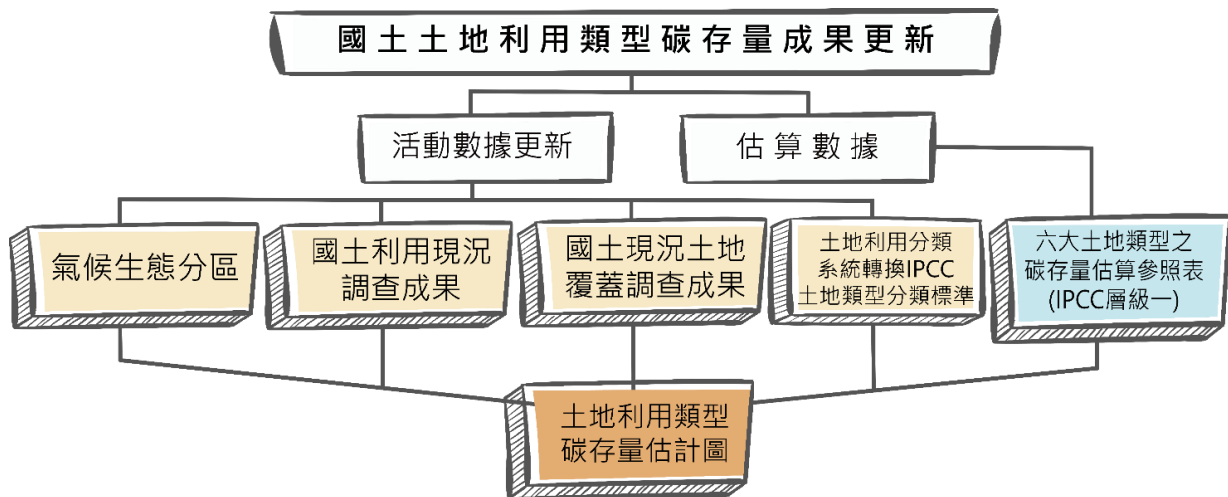 國土土地利用類型碳存量成果更新
活動數據更新
估算數據
氣候生態分區
國土利用現況
調查成果
國土現況土地
覆蓋調查成果
土地利用分類
系統轉換IPCC
土地類型分類標準
六大土地類型之
碳存量估算參照表
(IPCC層級一)
土地利用類型
碳存量估計圖